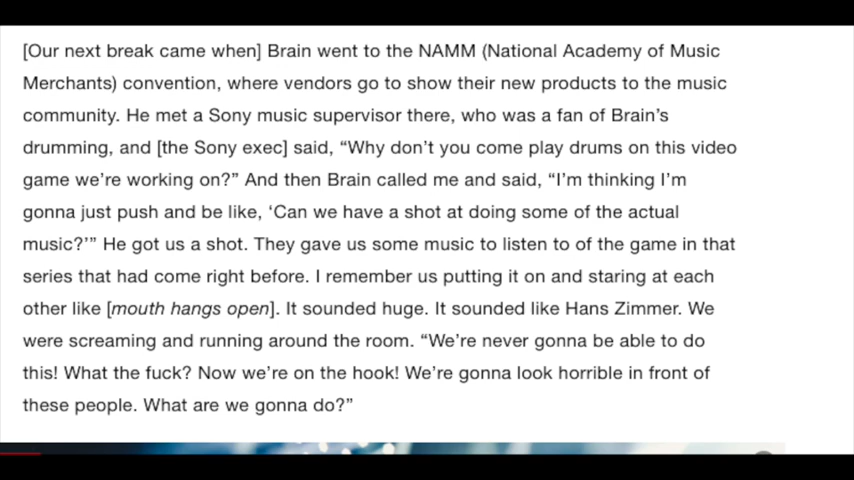 [Our next break came when] Brain went to the NAMM (National Academy of Music
Merchants) convention, where vendors go to show their new products to the music
community. He met a Sony music supervisor there, who was a fan of Brain’s
drumming, and [the Sony exec] said, “Why don’t you come play drums on this video
game we’re working on?” And then Brain called me and said, “I’m thinking I’m
gonna just push and be like, ‘Can we have a shot at doing some of the actual
music?’” He got us a shot. They gave us some music to listen to of the game in that
series that had come right before. I remember us putting it on and staring at each
other like [mouth hangs open]. It sounded huge. It sounded like Hans Zimmer. We
were screaming and running around the room. “We’re never gonna be able to do
this! What the fuck? Now we’re on the hook! We’re gonna look horrible in front of
these people. What are we gonna do?”